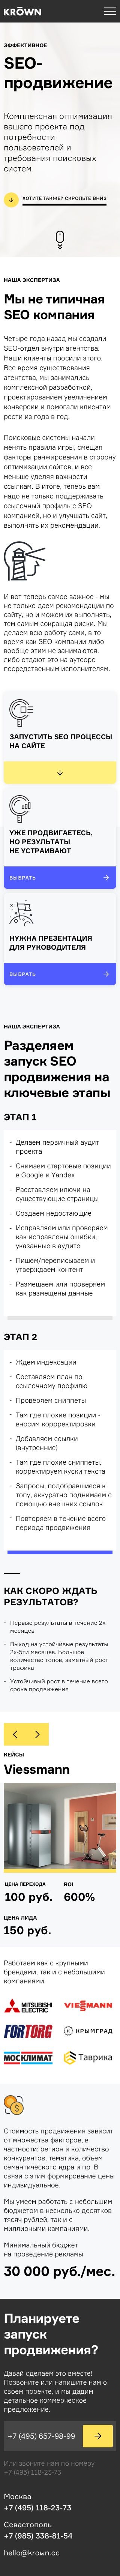 KRŌWN
ЭФФЕКТИВНОЕ
SEO-
продвижение
Комплексная оптимизация
вашего проекта под
потребности
пользователей и
требования поисковых
систем
ХОТИТЕ ТАКЖЕ? СКРОЛЬТЕ ВНИЗ
НАША ЭКСПЕРТИЗА
Мы не типичная
SEO компания
Четыре года назад мы создали
SEO-отдел внутри агентства.
Наши клиенты просили этого.
Все время существования
агентства, мы занимались
комплексной разработкой,
проектированием увеличением
конверсии и помогали клиентам
расти из года в год.
Поисковые системы начали
менять правила игры, смещая
факторы ранжирования в сторону
оптимизации сайтов, и все
меньше уделяя важности
ссылкам. В итоге, теперь вам
надо не только поддерживать
ссылочный профиль с SEO
компанией, но и улучшать сайт,
выполняя их рекомендации.
И вот теперь самое важное - мы
не только даем рекомендации по
сайту, но и можем их выполнить,
тем самым сокращая риски. Мы
делаем всю работу сами, в то
время как SEO компании либо
вообще этим не занимаются,
либо отдают это на аутсорс
посредственным исполнителям.
ЗАПУСТИТЬ SEO ПРОЦЕССЫ
НА САЙТЕ
УЖЕ ПРОДВИГАЕТЕСЬ,
НО РЕЗУЛЬТАТЫ
НЕ УСТРАИВАЮТ
ВЫБРАТЬ
НУЖНА ПРЕЗЕНТАЦИЯ
ДЛЯ РУКОВОДИТЕЛЯ
ВЫБРАТЬ
НАША ЭКСПЕРТИЗА
Разделяем
запуск SEO
продвижения на
ключевые этапы
ЭТАП 1
- Делаем первичный аудит
проекта
- Снимаем стартовые позиции
в Google и Yandex
- Расставляем ключи на
существующие страницы
- Создаем недостающие
- Исправляем или проверяем
как исправлены ошибки,
указанные в аудите
- Пишем/переписываем и
утверждаем контент
- Размещаем или проверяем
как размещены данные
ЭТАП 2
- Ждем индексации
- Составляем план по
ссылочному профилю
- Проверяем сниппеты
- Там где плохие позиции -
вносим коррректировки
- Добавляем ссылки
(внутренние)
- Там где плохие сниппеты,
корректируем куски текста
- Запросы, подобравшиеся к
топу, аккуратно поднимаем с
помощью внешних ссылок
- Повторяем в течение всего
периода продвижения
КАК СКОРО ЖДАТЬ
РЕЗУЛЬТАТОВ?
- Первые результаты в течение 2х
месяцев
- Выход на устойчивые результаты
2х-5ти месяцев. Большое
количество топов, заметный рост
трафика
- Устойчивый рост в течение всего
срока продвижения
КЕЙСЫ
Viessmann
ЦЕНА ПЕРЕХОДА
100 руб.
ROI
600%
ЦЕНА ЛИДА
150 руб.
Работаем как с крупными
брендами, так и с небольшими
компаниями.
MITSUBISHI
ELECTRIC
VIESMANN
FORTORG
КРЫМГРАД
МОСКЛИМАТ
Таврика
Стоимость продвижения зависит
от множества факторов, в
частности: регион и количество
конкурентов, тематика, объем
семантического ядра и пр. В
связи с этим формирование цены
индивидуальное.
Мы умеем работать с небольшим
бюджетом в несколько десятков
тысяч рублей, так и с
миллионными кампаниями.
Минимальный бюджет
на проведение рекламы
30 000 руб./мес.
Планируете
запуск
продвижения?
Давай сделаем это вместе!
Позвоните или напишите нам о
своем проекте, и мы дадим
детальное коммерческое
предложение.
+7 (495) 657-98-99
Или звоните нам по номеру
+7 (495) 118-23-73
Москва
+7 (495) 118-23-73
Севастополь
+7 (985) 338-81-54
hello@krown.cc